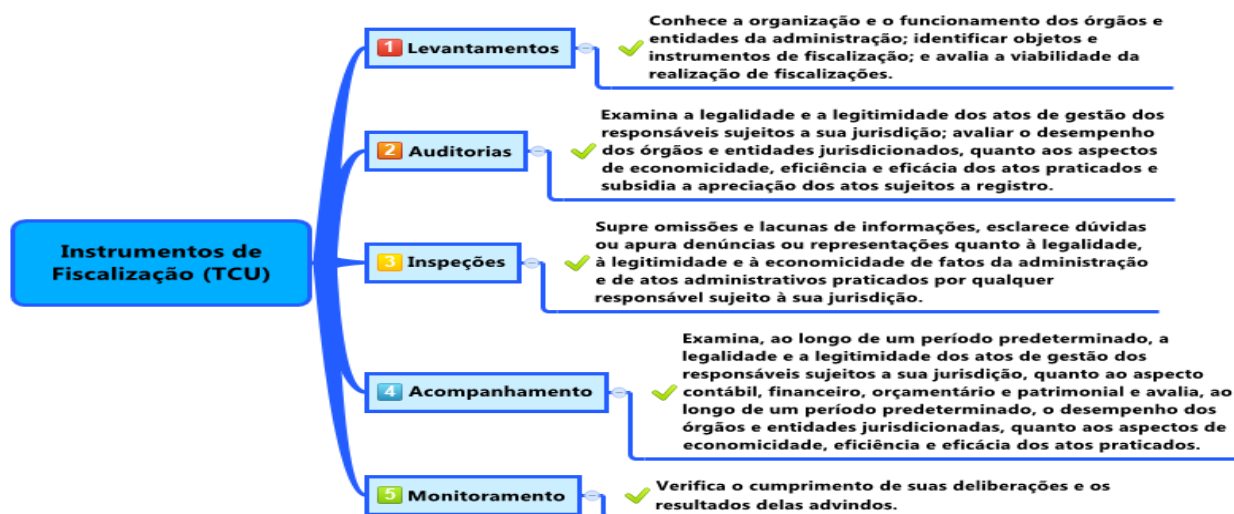 Instrumentos de
Fiscalização (TCU)
1 Levantamentos
Conhece a organização e o funcionamento dos órgãos e
entidades da administração; identificar objetos e
instrumentos de fiscalização; e avalia a viabilidade da
realização de fiscalizações.
2 Auditorias
Examina a legalidade e a legitimidade dos atos de gestão dos
responsáveis sujeitos a sua jurisdição; avaliar o desempenho
dos órgãos e entidades jurisdicionados, quanto aos aspectos
de economicidade, eficiência e eficácia dos atos praticados e
subsidia a apreciação dos atos sujeitos a registro.
3 Inspeções
Supre omissões e lacunas de informações, esclarece dúvidas
ou apura denúncias ou representações quanto à legalidade,
à legitimidade e à economicidade de fatos da administração
e de atos administrativos praticados por qualquer
responsável sujeito à sua jurisdição.
4 Acompanhamento
Examina, ao longo de um período predeterminado, a
legalidade e a legitimidade dos atos de gestão dos
responsáveis sujeitos a sua jurisdição, quanto ao aspecto
contábil, financeiro, orçamentário e patrimonial e avalia, ao
longo de um período predeterminado, o desempenho dos
órgãos e entidades jurisdicionadas, quanto aos aspectos de
economicidade, eficiência e eficácia dos atos praticados.
5 Monitoramento
Verifica o cumprimento de suas deliberações e os
resultados delas advindos.